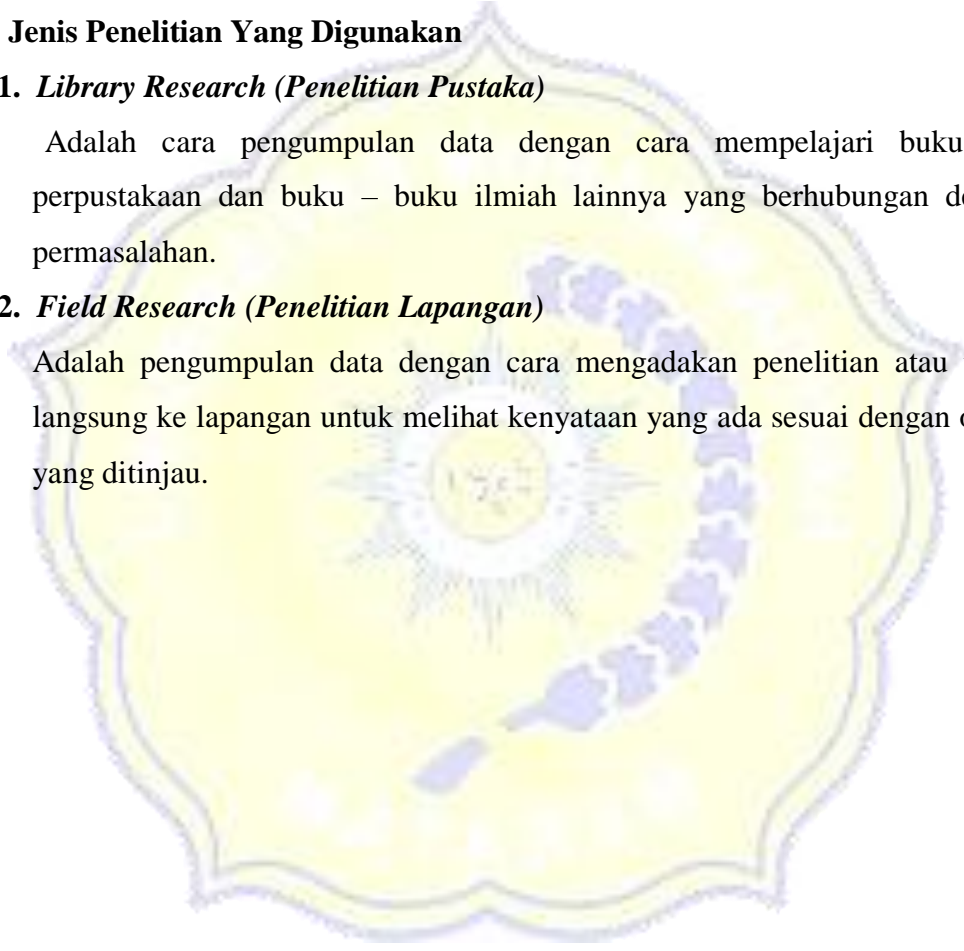 Jenis Penelitian Yang Digunakan
1. Library Research (Penelitian Pustaka)
Adalah cara pengumpulan data dengan cara mempelajari buku
perpustakaan dan buku – buku ilmiah lainnya yang berhubungan
permasalahan.
2. Field Research (Penelitian Lapangan)
Adalah pengumpulan data dengan cara mengadakan penelitian atau
langsung ke lapangan untuk melihat kenyataan yang ada sesuai dengan
yang ditinjau.